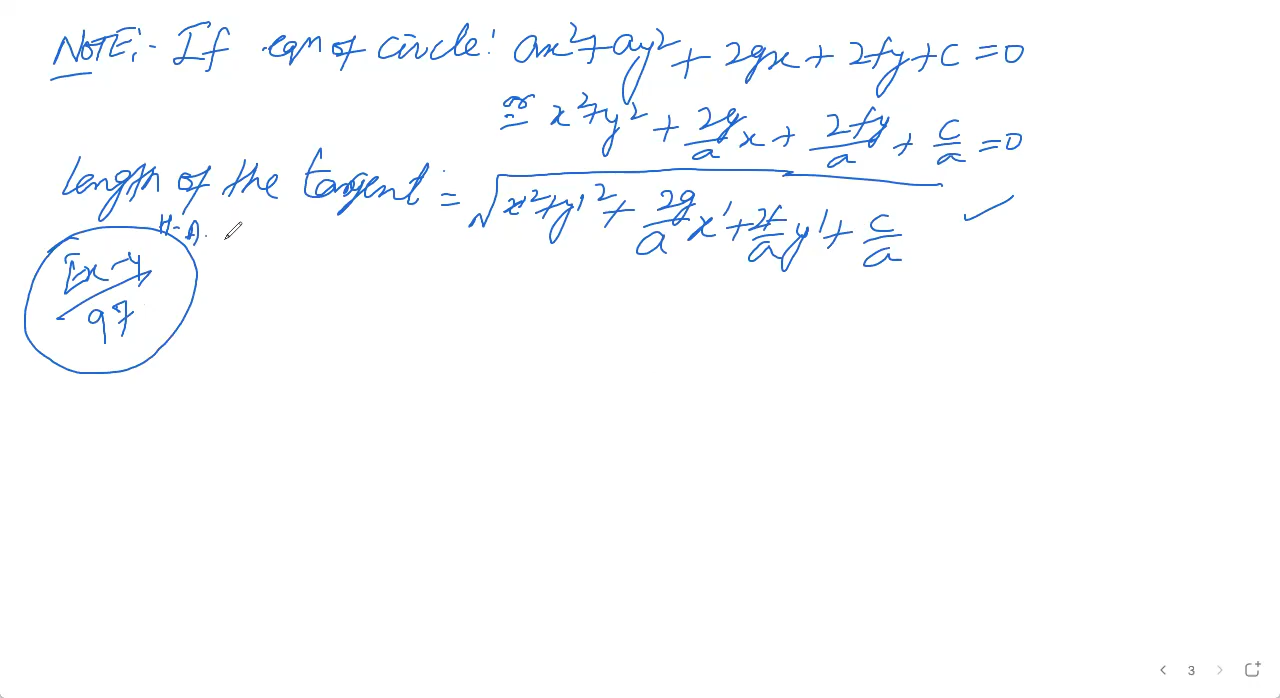 NOTE:- If eqn of circle: ax²+ay² + 2gx + 2fy + c = 0
or x²+y² + 2g/a x + 2fy/a + c/a = 0
Length of the tangent = √(x'²+y'²+ 2g/a x' + 2f/a y' + c/a) ✓
H-A.
Ex-4
97
3